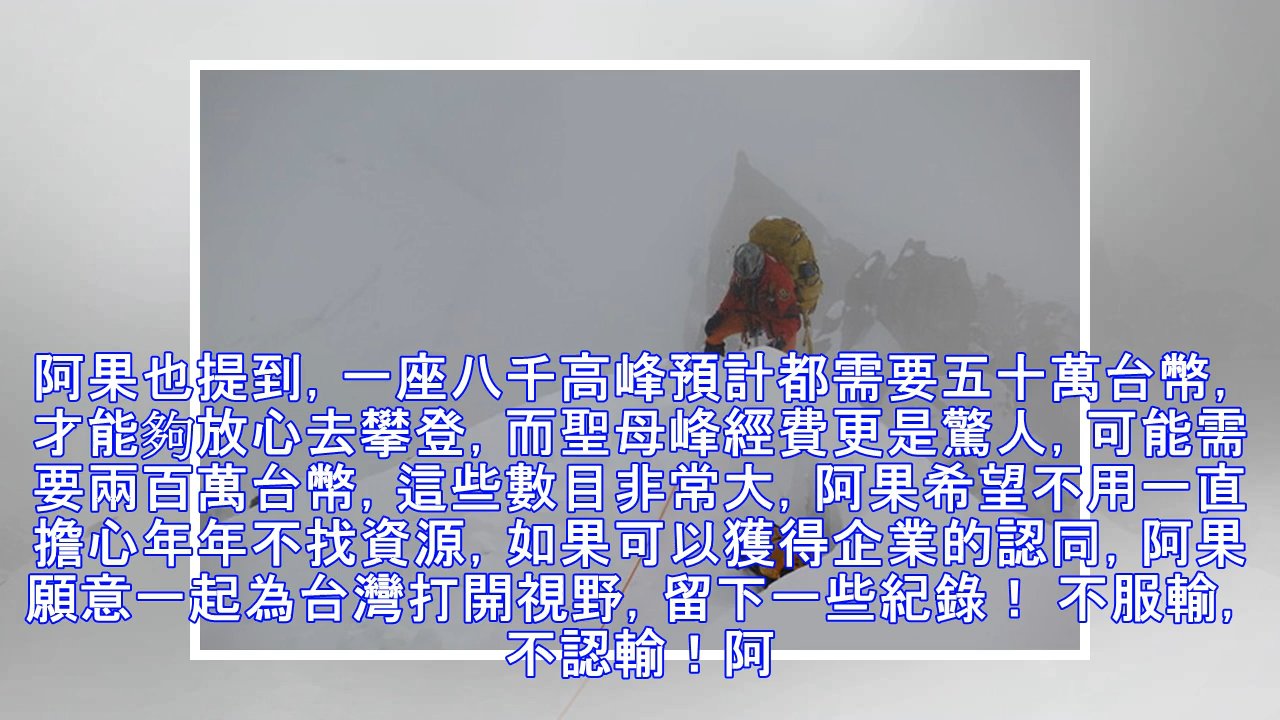 阿果也提到, 一座八千高峰預計都需要五十萬台幣,
才能夠放心去攀登, 而聖母峰經費更是驚人, 可能需
要兩百萬台幣, 這些數目非常大, 阿果希望不用一直
擔心年年不找資源, 如果可以獲得企業的認同, 阿果
願意一起為台灣打開視野, 留下一些紀錄！ 不服輸,
不認輸！阿